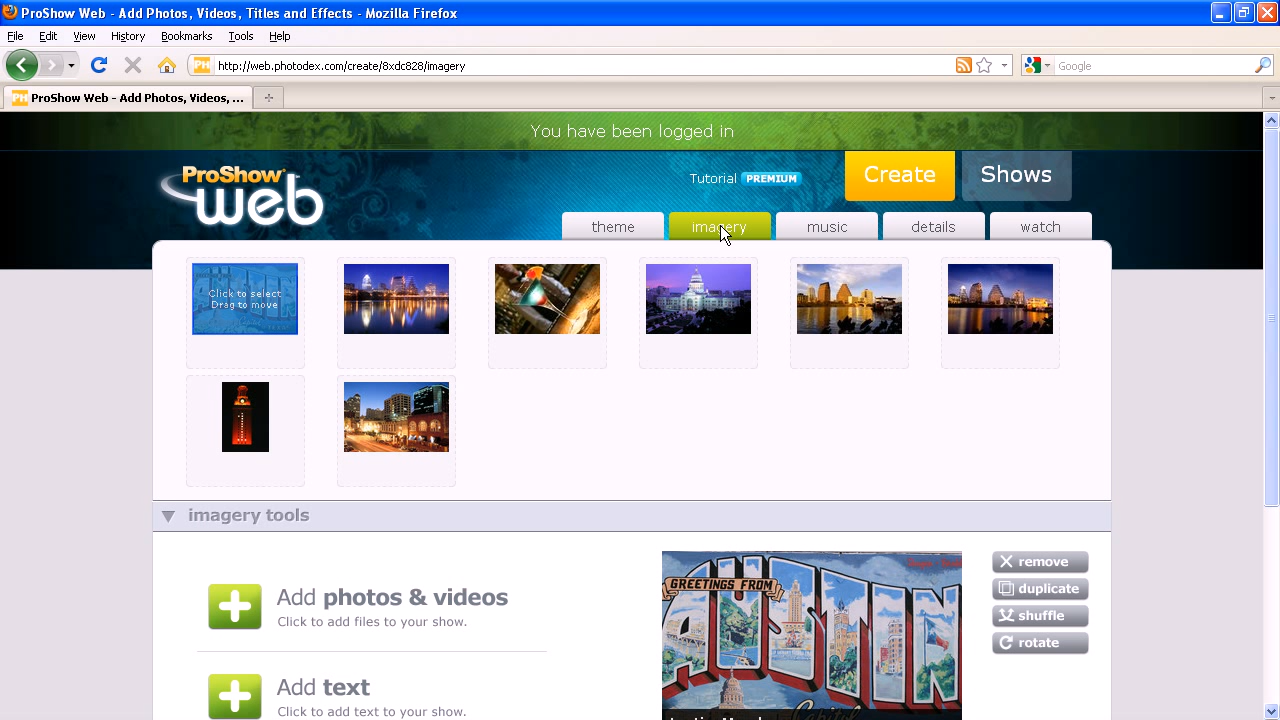 ProShow Web - Add Photos, Videos, Titles and Effects - Mozilla Firefox
File Edit View History Bookmarks Tools Help
http://web.photodex.com/create/8xdc828/imagery
Google
ProShow Web - Add Photos, Videos, ...
You have been logged in
ProShow web
Tutorial PREMIUM
Create
Shows
theme
imagery
music
details
watch
Click to select
Drag to move
imagery tools
Add photos & videos
Click to add files to your show.
Add text
Click to add text to your show.
GREETINGS FROM
AUSTIN
Capital
remove
duplicate
shuffle
rotate